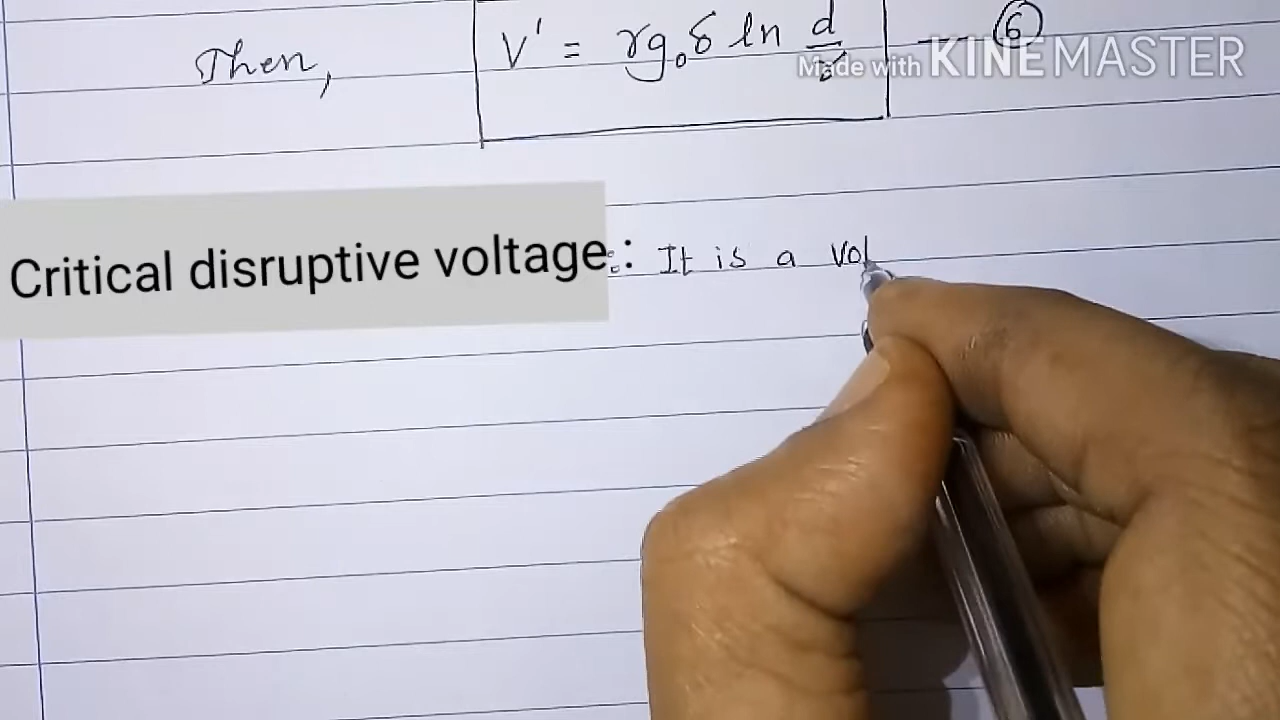 Then, V' = rg₀δ ln d/r — ⑥
Made with KINEMASTER
Critical disruptive voltage : It is a vol